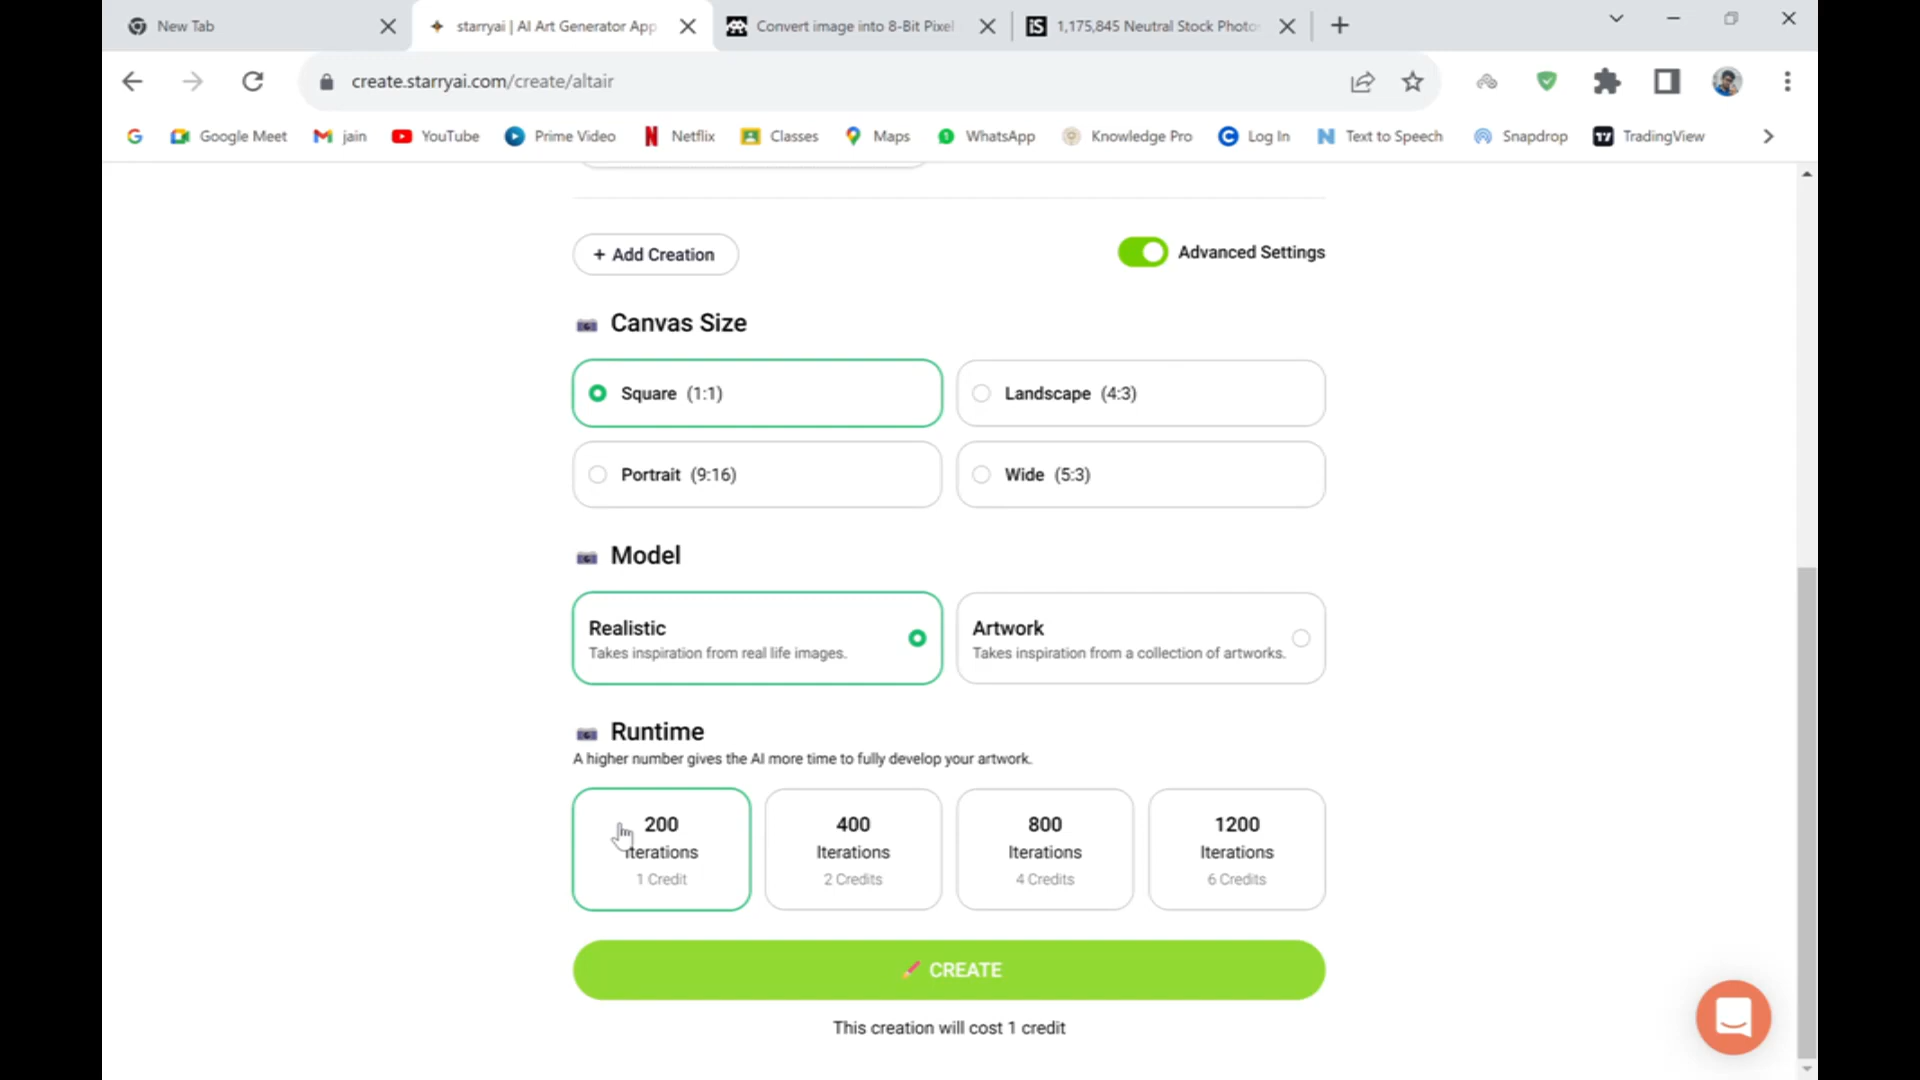 New Tab
starryai | AI Art Generator App
Convert image into 8-Bit Pixel
iS
1,175,845 Neutral Stock Photo
create.starryai.com/create/altair
Google Meet
jain
YouTube
Prime Video
Netflix
Classes
Maps
WhatsApp
Knowledge Pro
Log In
Text to Speech
Snapdrop
TradingView
+ Add Creation
Advanced Settings
Canvas Size
Square (1:1)
Landscape (4:3)
Portrait (9:16)
Wide (5:3)
Model
Realistic
Takes inspiration from real life images.
Artwork
Takes inspiration from a collection of artworks.
Runtime
A higher number gives the AI more time to fully develop your artwork.
200
Iterations
1 Credit
400
Iterations
2 Credits
800
Iterations
4 Credits
1200
Iterations
6 Credits
CREATE
This creation will cost 1 credit